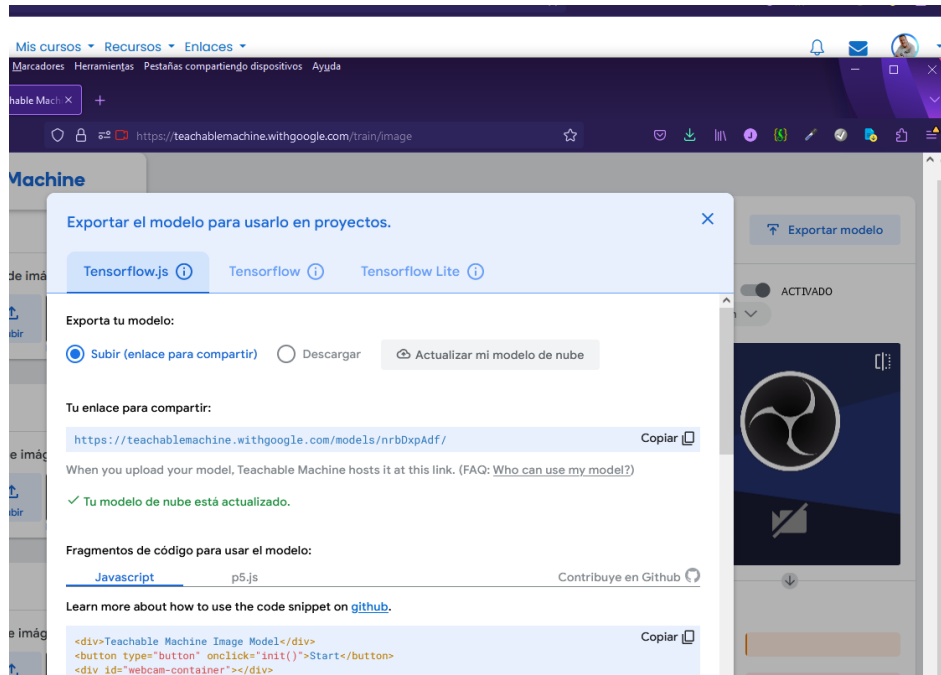 Mis cursos Recursos Enlaces
Marcadores Herramientas Pestañas compartiendo dispositivos Ayuda
hable Mach
https://teachablemachine.withgoogle.com/train/image
Machine
Exportar el modelo para usarlo en proyectos.
Exportar modelo
Tensorflow.js Tensorflow Tensorflow Lite
de imá
ACTIVADO
Exporta tu modelo:
Subir (enlace para compartir) Descargar Actualizar mi modelo de nube
Tu enlace para compartir:
https://teachablemachine.withgoogle.com/models/nrbDxpAdf/ Copiar
e imág
When you upload your model, Teachable Machine hosts it at this link. (FAQ: Who can use my model?)
Tu modelo de nube está actualizado.
Fragmentos de código para usar el modelo:
Javascript p5.js Contribuye en Github
Learn more about how to use the code snippet on github.
e imág
<div>Teachable Machine Image Model</div> Copiar
<button type="button" onclick="init()">Start</button>
<div id="webcam-container"></div>